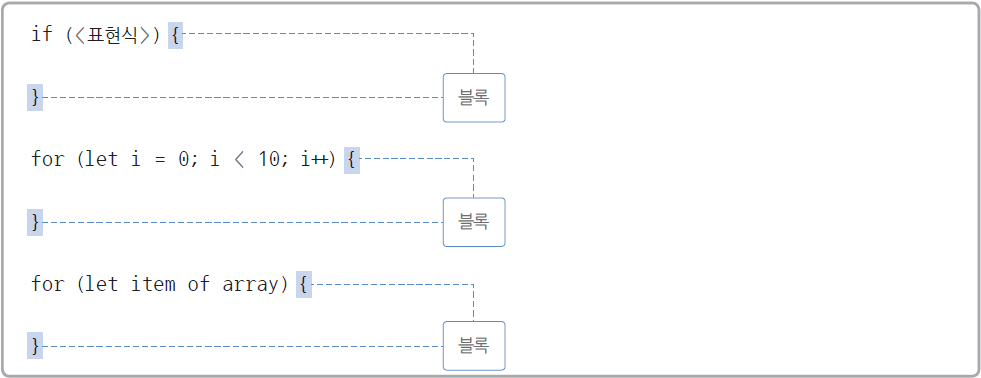 if (<표현식>) {
}
블록
for (let i = 0; i < 10; i++) {
}
블록
for (let item of array) {
}
블록